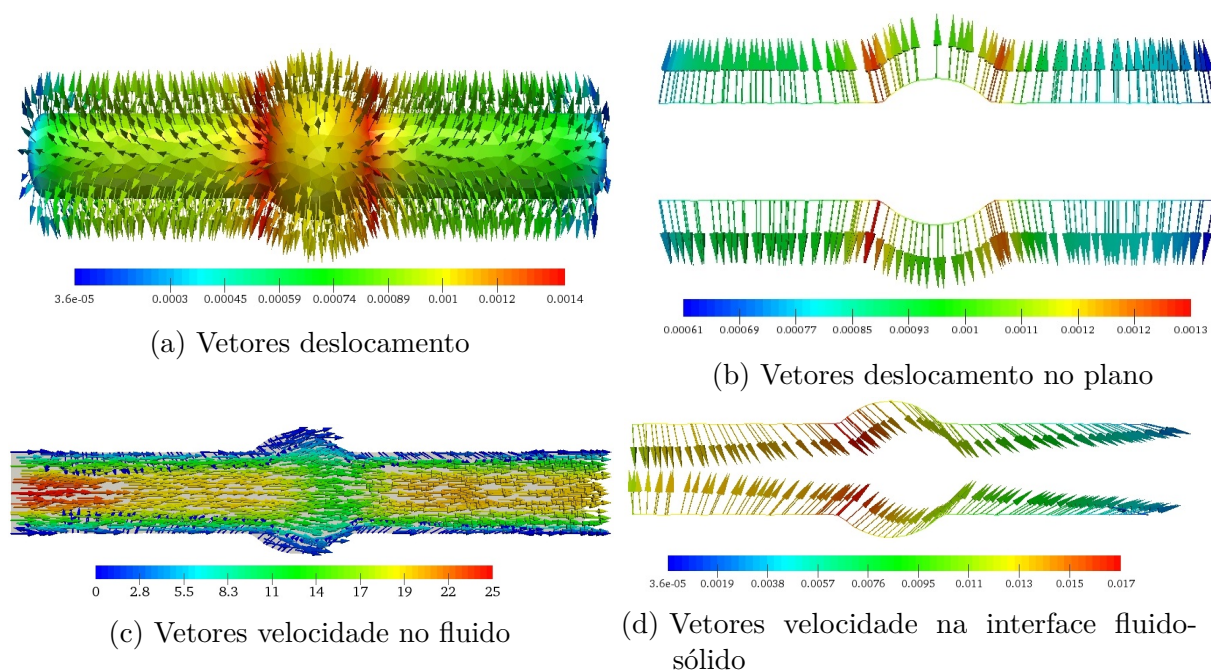 3.6e-05 0.0003 0.00045 0.00059 0.00074 0.00089 0.001 0.0012 0.0014
(a) Vetores deslocamento
0.00061 0.00069 0.00077 0.00085 0.00093 0.001 0.0011 0.0012 0.0012 0.0013
(b) Vetores deslocamento no plano
0 2.8 5.5 8.3 11 14 17 19 22 25
(c) Vetores velocidade no fluido
3.6e-05 0.0019 0.0038 0.0057 0.0076 0.0095 0.011 0.013 0.015 0.017
(d) Vetores velocidade na interface fluido-
sólido